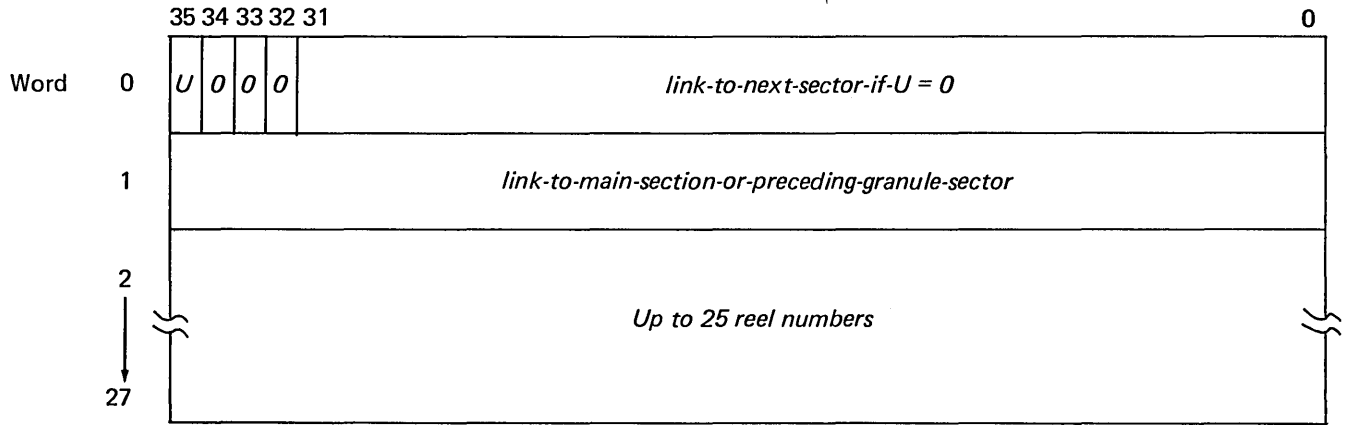 35 34 33 32 31 0
Word 0 U 0 0 0 link-to-next-sector-if-U = 0
1 link-to-main-section-or-preceding-granule-sector
2
Up to 25 reel numbers
27